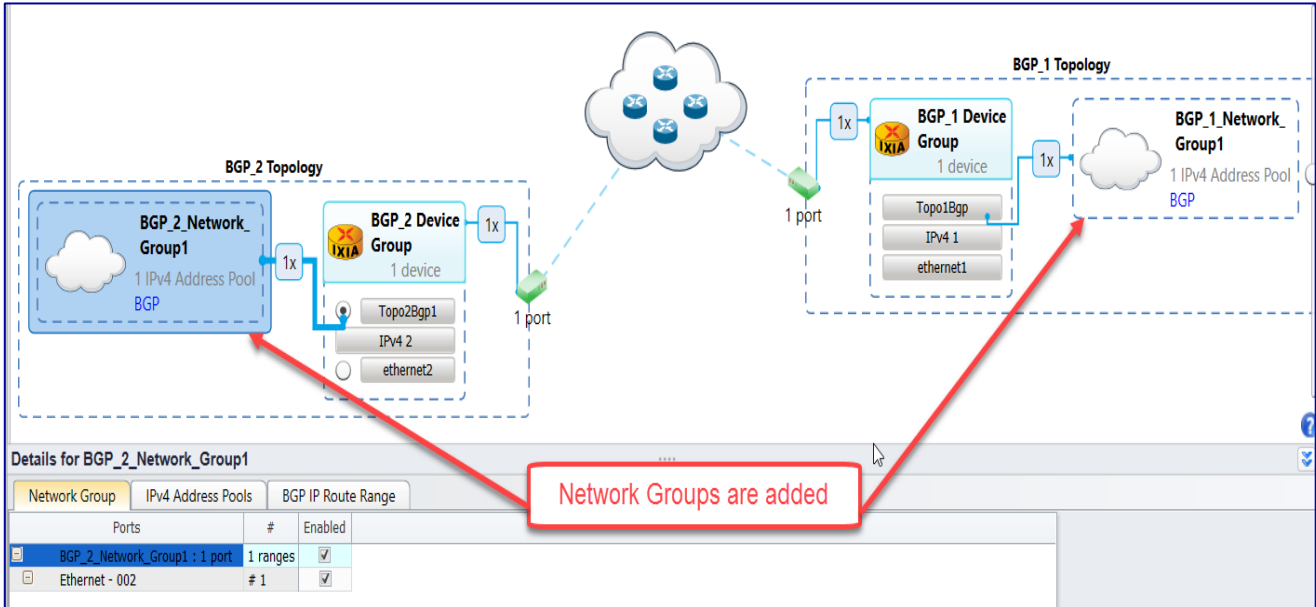 BGP_1 Topology
BGP_2 Topology
BGP_2_Network_
Group1
1 IPv4 Address Pool
BGP
1x
IXIA
BGP_2 Device
Group
1 device
1x
Topo2Bgp1
IPv4 2
ethernet2
1 port
1 port
1x
IXIA
BGP_1 Device
Group
1 device
Topo1Bgp
IPv4 1
ethernet1
1x
BGP_1_Network_
Group1
1 IPv4 Address Pool
BGP
?
Details for BGP_2_Network_Group1
Network Group IPv4 Address Pools BGP IP Route Range
Network Groups are added
Ports # Enabled
BGP_2_Network_Group1 : 1 port 1 ranges
Ethernet - 002 # 1